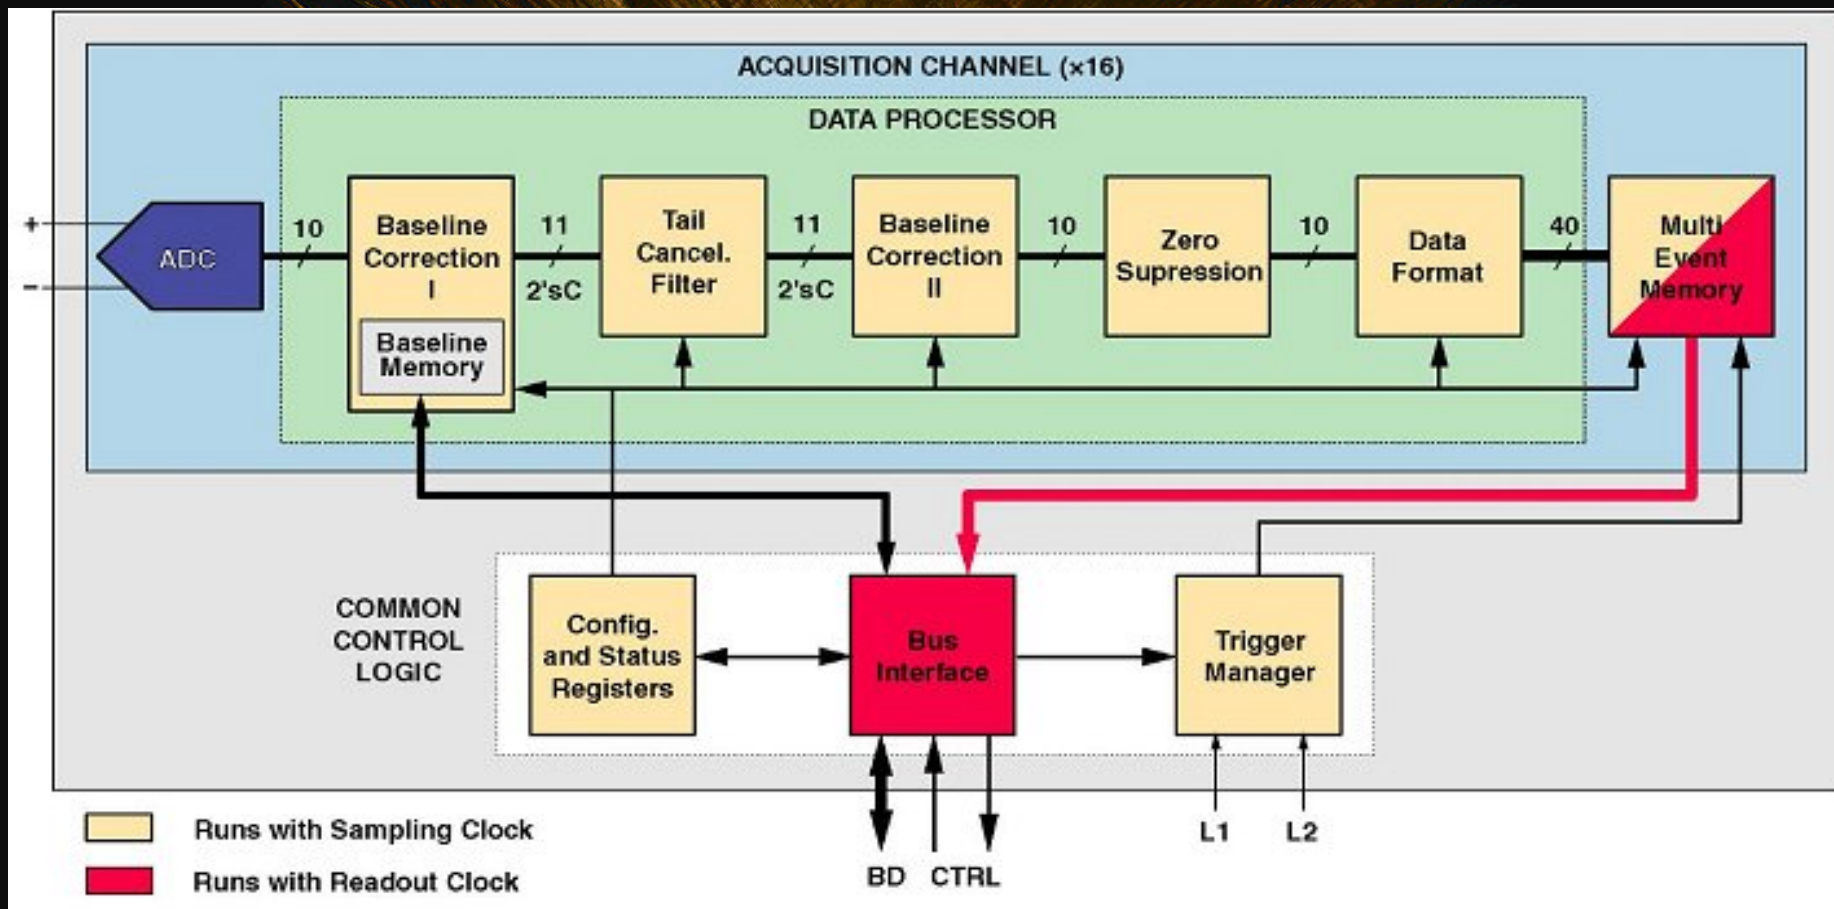 ACQUISITION CHANNEL (×16)
DATA PROCESSOR
+
−
ADC
10
Baseline
Correction
I
Baseline
Memory
11
2'sC
Tail
Cancel.
Filter
11
2'sC
Baseline
Correction
II
10
Zero
Supression
10
Data
Format
40
Multi
Event
Memory
COMMON
CONTROL
LOGIC
Config.
and Status
Registers
Bus
Interface
Trigger
Manager
BD
CTRL
L1
L2
Runs with Sampling Clock
Runs with Readout Clock